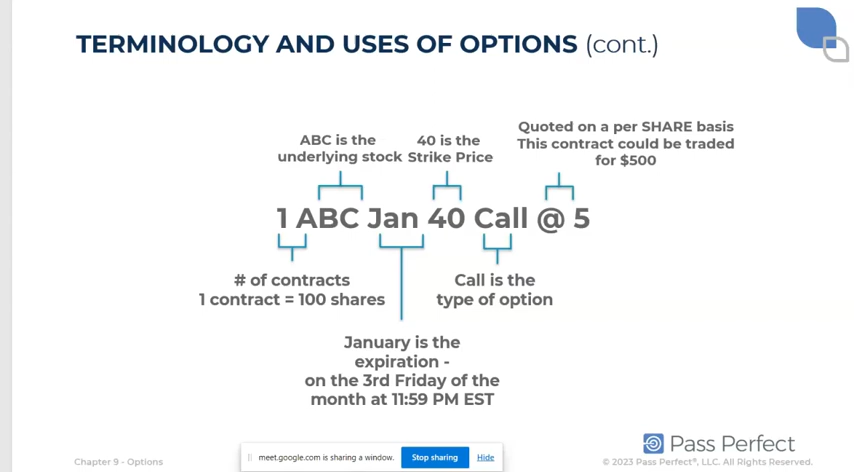 TERMINOLOGY AND USES OF OPTIONS (cont.)
ABC is the
underlying stock
40 is the
Strike Price
Quoted on a per SHARE basis
This contract could be traded
for $500
1 ABC Jan 40 Call @ 5
# of contracts
1 contract = 100 shares
Call is the
type of option
January is the
expiration -
on the 3rd Friday of the
month at 11:59 PM EST
meet.google.com is sharing a window.
Stop sharing
Hide
Pass Perfect
Chapter 9 - Options
© 2023 Pass Perfect®, LLC. All Rights Reserved.